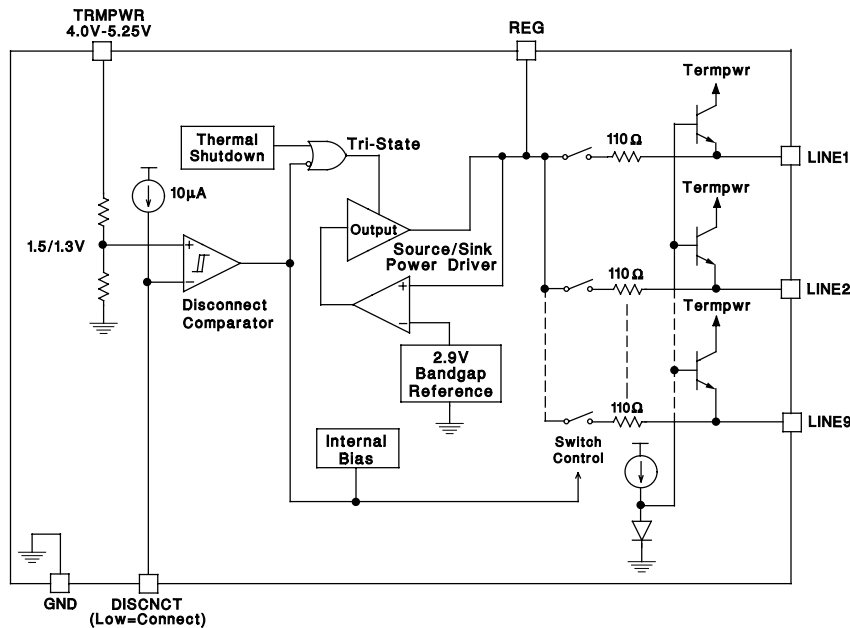 TRMPWR
4.0V-5.25V
REG
Termpwr
Thermal
Shutdown
Tri-State
110Ω
LINE1
10μA
Termpwr
1.5/1.3V
+
−
Output
Source/Sink
Power Driver
110Ω
LINE2
Disconnect
Comparator
+
−
Termpwr
2.9V
Bandgap
Reference
110Ω
LINE9
Internal
Bias
Switch
Control
GND
DISCNCT
(Low=Connect)